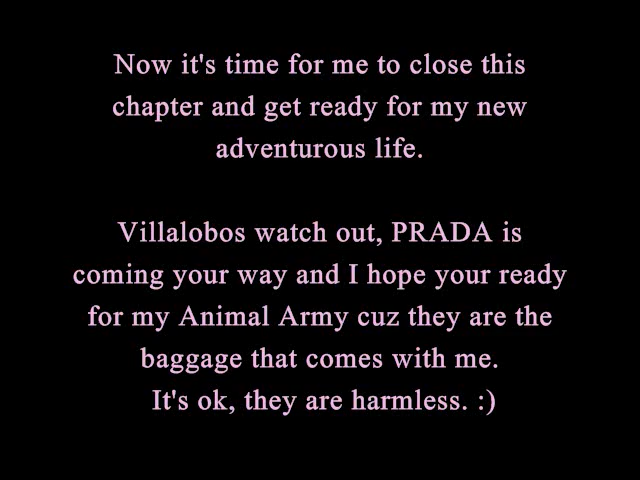 Now it's time for me to close this
chapter and get ready for my new
adventurous life.
Villalobos watch out, PRADA is
coming your way and I hope your ready
for my Animal Army cuz they are the
baggage that comes with me.
It's ok, they are harmless. :)